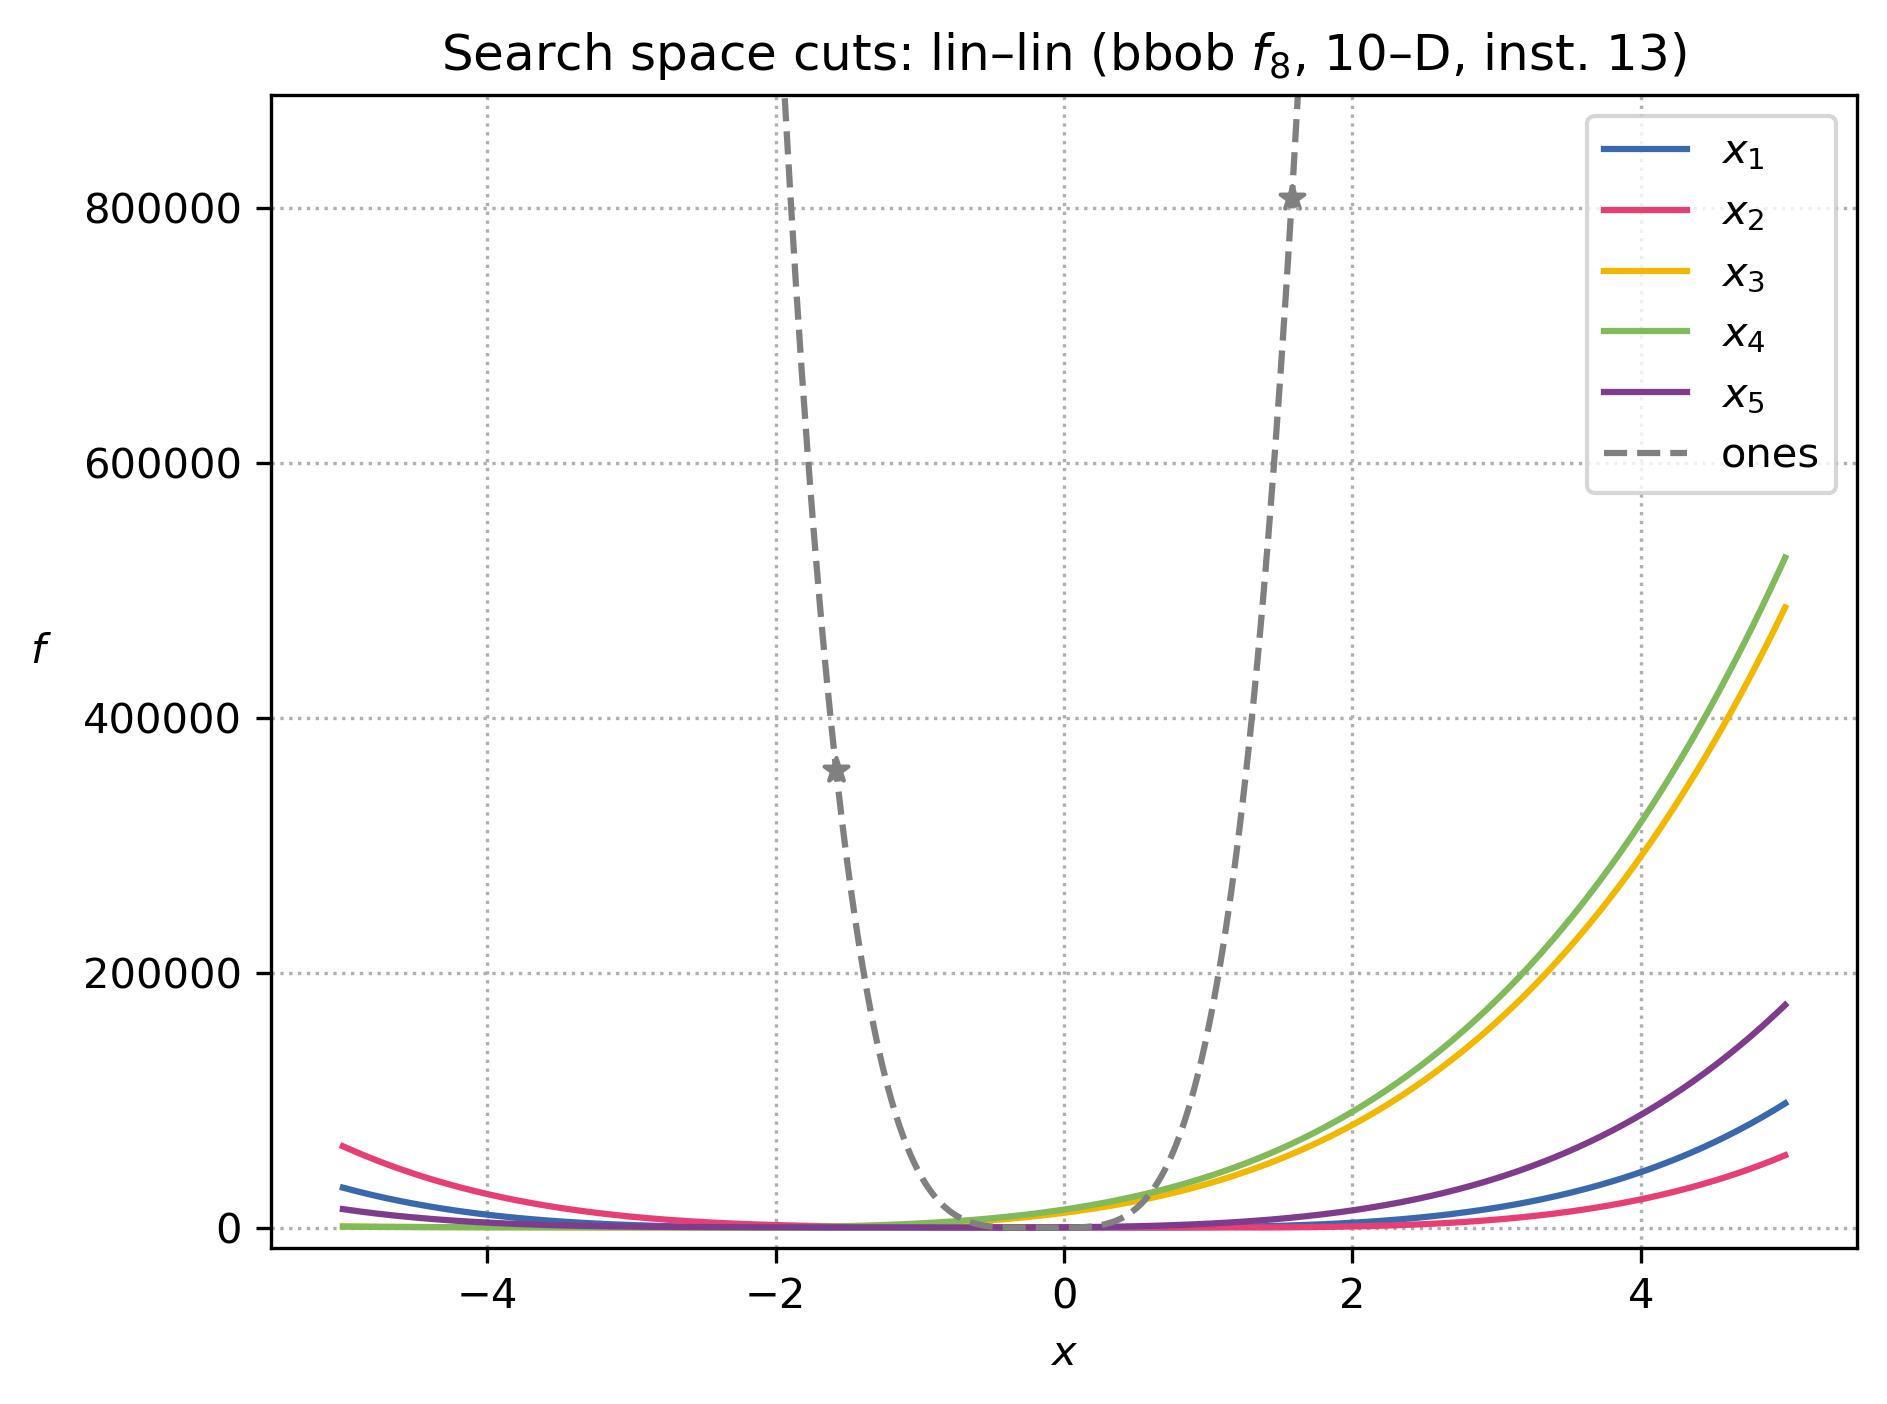 Search space cuts: lin–lin (bbob f₈, 10–D, inst. 13)
x₁
x₂
x₃
x₄
x₅
ones
800000
600000
400000
200000
0
f
−4 −2 0 2 4
x